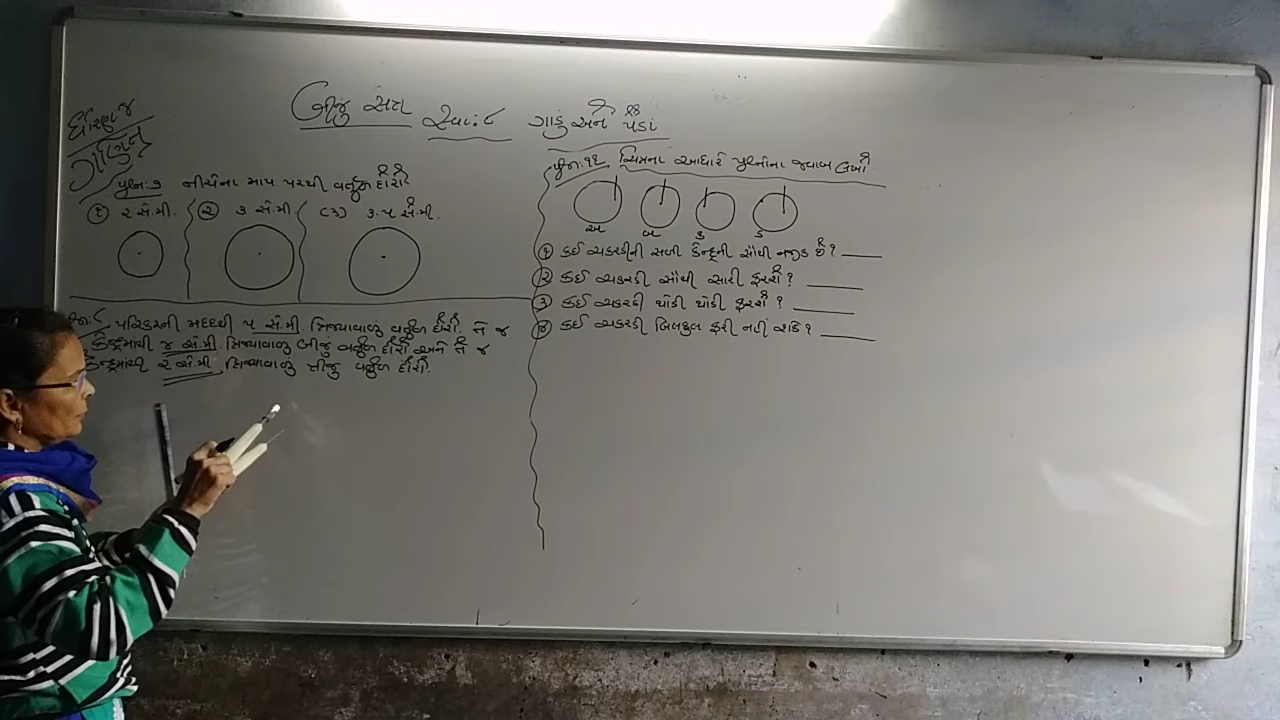 ધોરણ ૪
ગણિત
બીજું સત્ર સ્વા:૮ ગાડું અને પૈડાં
પ્રશ્ન:૭ નીચેના માપ પરથી વર્તુળ દોરો
૧ ૨ સે.મી. ૨ ૩ સે.મી (૩) ૩.૫ સે.મી.
પ્રશ્ન:૮ પરિકરની મદદથી ૫ સે.મી ત્રિજ્યાવાળુ વર્તુળ દોરો. તે જ
કેન્દ્રમાંથી ૪ સે.મી ત્રિજ્યાવાળુ બીજુ વર્તુળ દોરો અને તે જ
કેન્દ્રમાંથી ૨ સે.મી ત્રિજ્યાવાળુ ત્રીજુ વર્તુળ દોરો.
ચિત્રના આધારે પ્રશ્નોના જવાબ લખો
અ બ ક ડ
૧ કઈ ચકરડીની સળી કેન્દ્રની સૌથી નજીક છે? ____
૨ કઈ ચકરડી સૌથી સારી ફરશે? ____
૩ કઈ ચકરડી થોડી થોડી ફરશે? ____
૪ કઈ ચકરડી બિલકુલ ફરી નહીં શકે? ____